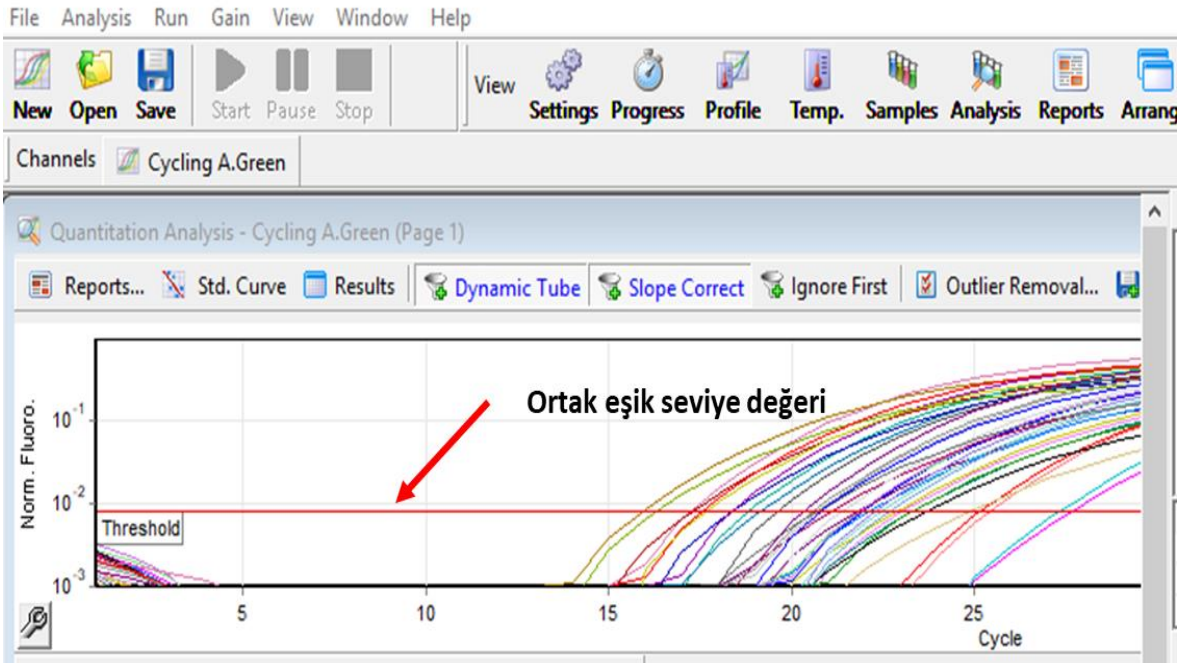 File Analysis Run Gain View Window Help
New Open Save Start Pause Stop View Settings Progress Profile Temp. Samples Analysis Reports Arrang
Channels Cycling A.Green
Quantitation Analysis - Cycling A.Green (Page 1)
Reports... Std. Curve Results Dynamic Tube Slope Correct Ignore First Outlier Removal...
Ortak eşik seviye değeri
Norm. Fluoro.
10⁻¹
10⁻²
Threshold
10⁻³
5 10 15 20 25
Cycle